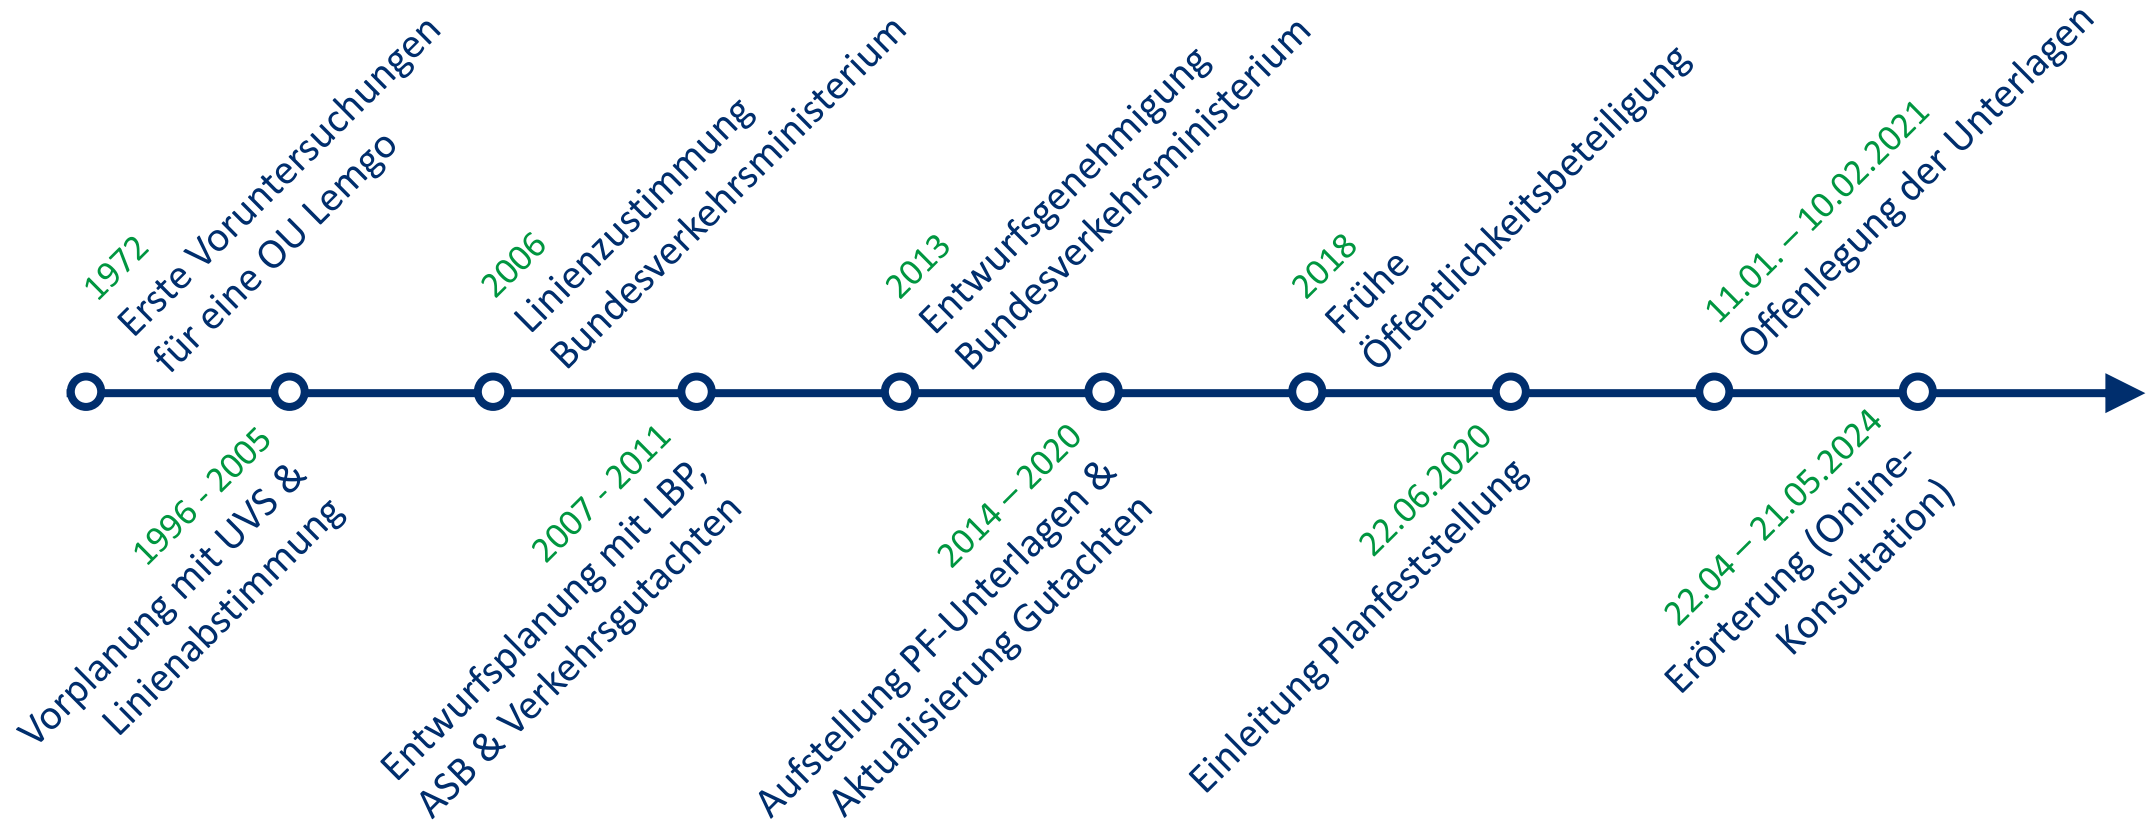 1972
Erste Voruntersuchungen
für eine OU Lemgo
1996 - 2005
Vorplanung mit UVS &
Linienabstimmung
2006
Linienzustimmung
Bundesverkehrsministerium
2007 - 2011
Entwurfsplanung mit LBP,
ASB & Verkehrsgutachten
2013
Entwurfsgenehmigung
Bundesverkehrsministerium
2014 – 2020
Aufstellung PF-Unterlagen &
Aktualisierung Gutachten
2018
Frühe
Öffentlichkeitsbeteiligung
22.06.2020
Einleitung Planfeststellung
11.01. – 10.02.2021
Offenlegung der Unterlagen
22.04 – 21.05.2024
Erörterung (Online-
Konsultation)